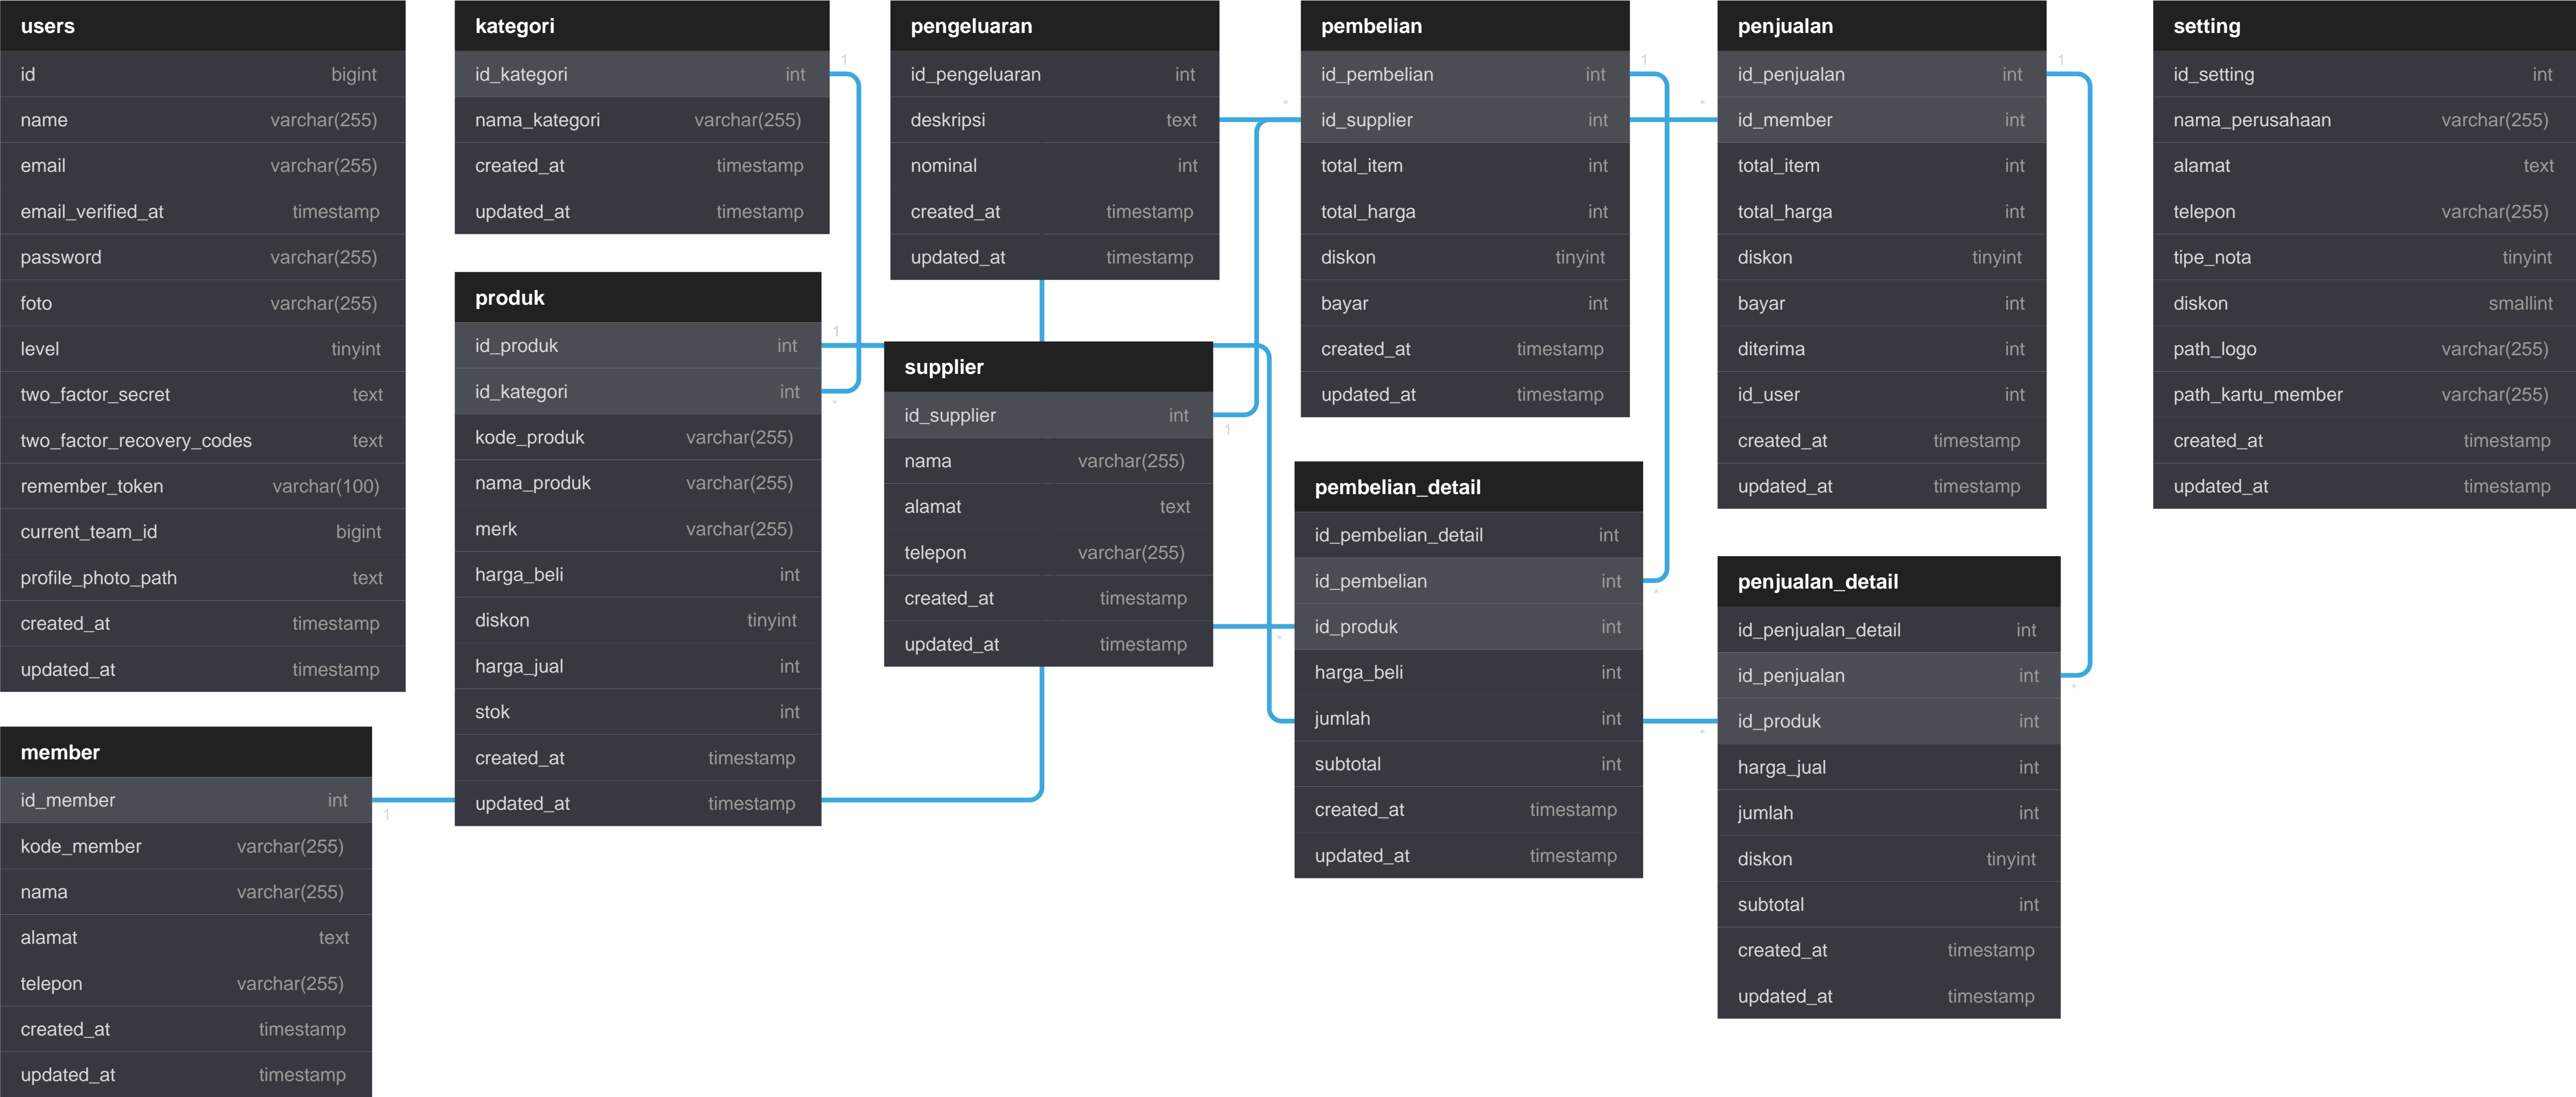 users
id bigint
name varchar(255)
email varchar(255)
email_verified_at timestamp
password varchar(255)
foto varchar(255)
level tinyint
two_factor_secret text
two_factor_recovery_codes text
remember_token varchar(100)
current_team_id bigint
profile_photo_path text
created_at timestamp
updated_at timestamp
member
id_member int
1
kode_member varchar(255)
nama varchar(255)
alamat text
telepon varchar(255)
created_at timestamp
updated_at timestamp
kategori
1
id_kategori int
nama_kategori varchar(255)
created_at timestamp
updated_at timestamp
produk
1
id_produk int
id_kategori int
*
kode_produk varchar(255)
nama_produk varchar(255)
merk varchar(255)
harga_beli int
diskon tinyint
harga_jual int
stok int
created_at timestamp
updated_at timestamp
pengeluaran
id_pengeluaran int
deskripsi text
nominal int
created_at timestamp
updated_at timestamp
supplier
id_supplier int
1
nama varchar(255)
alamat text
telepon varchar(255)
created_at timestamp
updated_at timestamp
pembelian
1
id_pembelian int
*
id_supplier int
total_item int
total_harga int
diskon tinyint
bayar int
created_at timestamp
updated_at timestamp
pembelian_detail
id_pembelian_detail int
id_pembelian int
*
id_produk int
*
harga_beli int
jumlah int
subtotal int
created_at timestamp
updated_at timestamp
penjualan
1
id_penjualan int
*
id_member int
total_item int
total_harga int
diskon tinyint
bayar int
diterima int
id_user int
created_at timestamp
updated_at timestamp
penjualan_detail
id_penjualan_detail int
id_penjualan int
*
id_produk int
*
harga_jual int
jumlah int
diskon tinyint
subtotal int
created_at timestamp
updated_at timestamp
setting
id_setting int
nama_perusahaan varchar(255)
alamat text
telepon varchar(255)
tipe_nota tinyint
diskon smallint
path_logo varchar(255)
path_kartu_member varchar(255)
created_at timestamp
updated_at timestamp